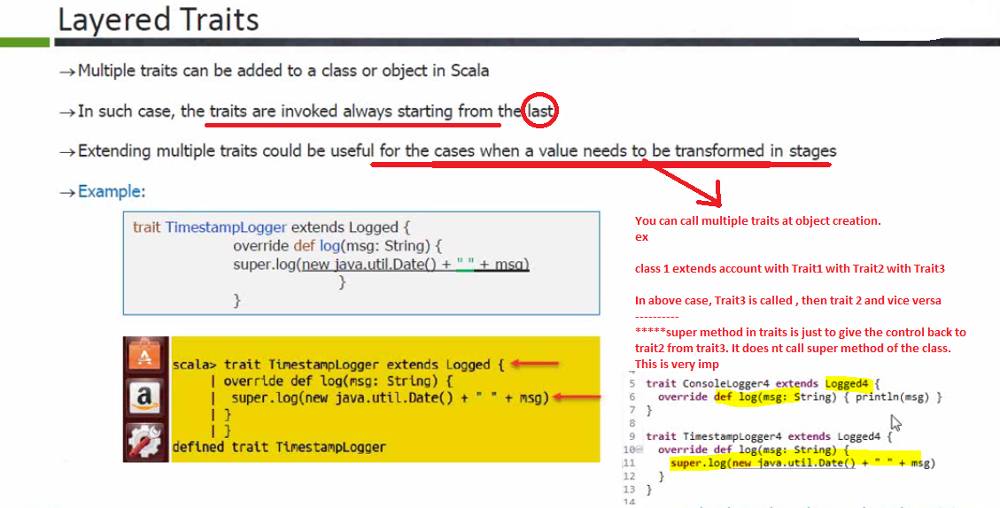 Layered Traits
→Multiple traits can be added to a class or object in Scala
→In such case, the traits are invoked always starting from the last
→Extending multiple traits could be useful for the cases when a value needs to be transformed in stages
→Example:
trait TimestampLogger extends Logged {
override def log(msg: String) {
super.log(new java.util.Date() + " " + msg)
}
}
scala> trait TimestampLogger extends Logged {
| override def log(msg: String) {
| super.log(new java.util.Date() + " " + msg)
| }
| }
defined trait TimestampLogger
You can call multiple traits at object creation.
ex
class 1 extends account with Trait1 with Trait2 with Trait3
In above case, Trait3 is called , then trait 2 and vice versa
----------
*****super method in traits is just to give the control back to
trait2 from trait3. It does nt call super method of the class.
This is very imp
5 trait ConsoleLogger4 extends Logged4 {
6 override def log(msg: String) { println(msg) }
7 }
8
9 trait TimestampLogger4 extends Logged4 {
10 override def log(msg: String) {
11 super.log(new java.util.Date() + " " + msg)
12 }
13 }
14